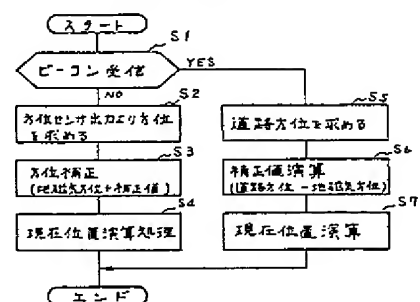 スタート
S1
ビーコン受信
YES
NO
S2
方位センサ出力より方位
を求める
S5
道路方位を求める
S3
方位補正
(地磁気方位+補正値)
S6
補正値演算
(道路方位-地磁気方位)
S4
現在位置演算処理
S7
現在位置演算
エンド